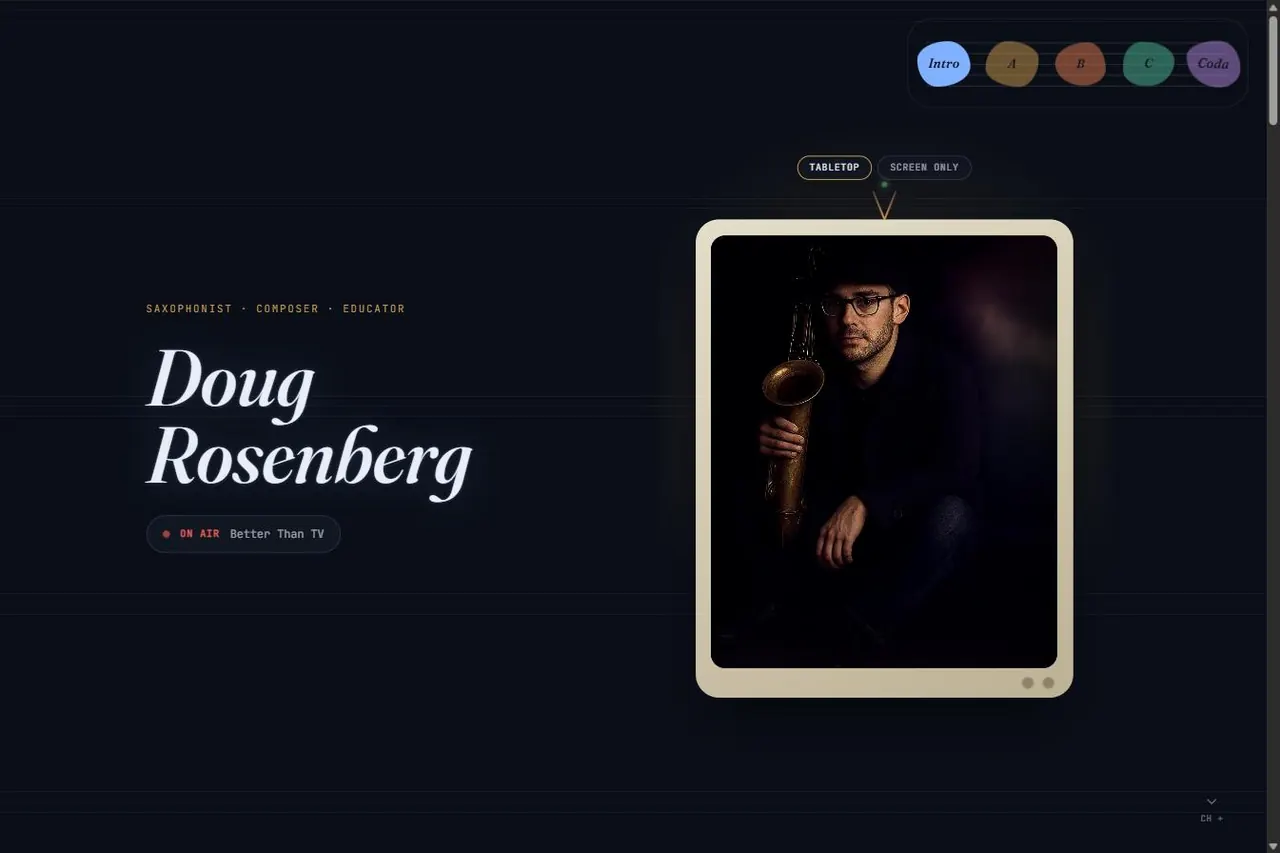 Intro
A
B
C
Coda
TABLETOP
SCREEN ONLY
SAXOPHONIST · COMPOSER · EDUCATOR
Doug
Rosenberg
ON AIR Better Than TV
CH +